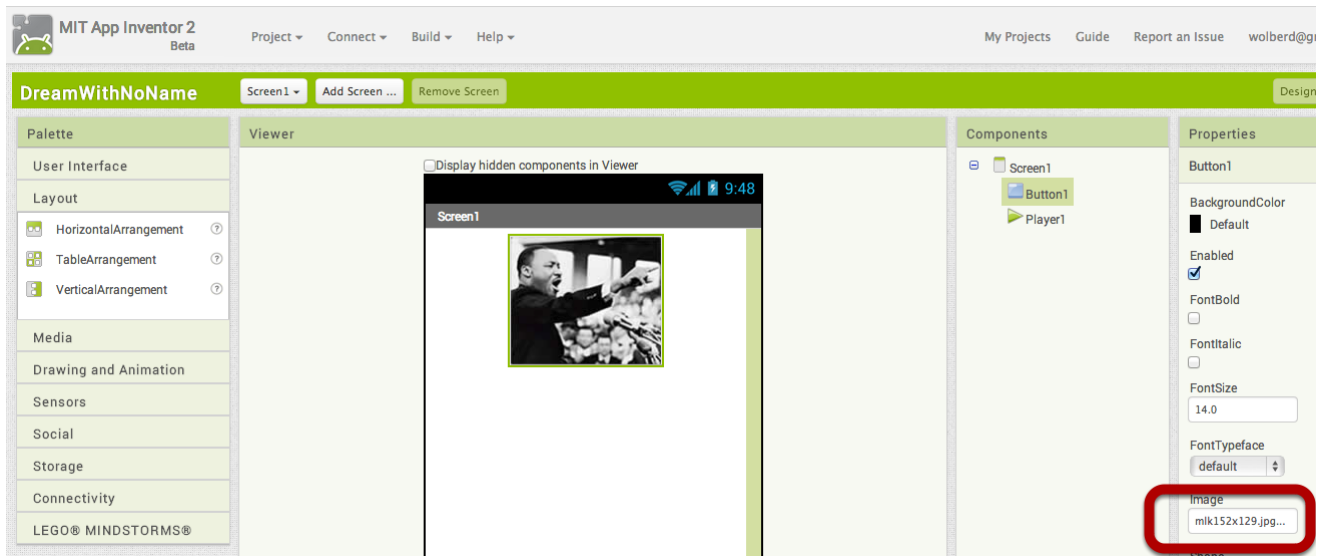 MIT App Inventor 2
Beta
Project Connect Build Help
My Projects Guide Report an Issue
DreamWithNoName
Screen1 Add Screen ... Remove Screen
Palette
User Interface
Layout
HorizontalArrangement
TableArrangement
VerticalArrangement
Media
Drawing and Animation
Sensors
Social
Storage
Connectivity
LEGO® MINDSTORMS®
Viewer
Display hidden components in Viewer
9:48
Screen1
Components
Screen1
Button1
Player1
Properties
Button1
BackgroundColor
Default
Enabled
FontBold
FontItalic
FontSize
14.0
FontTypeface
default
Image
mlk152x129.jpg...